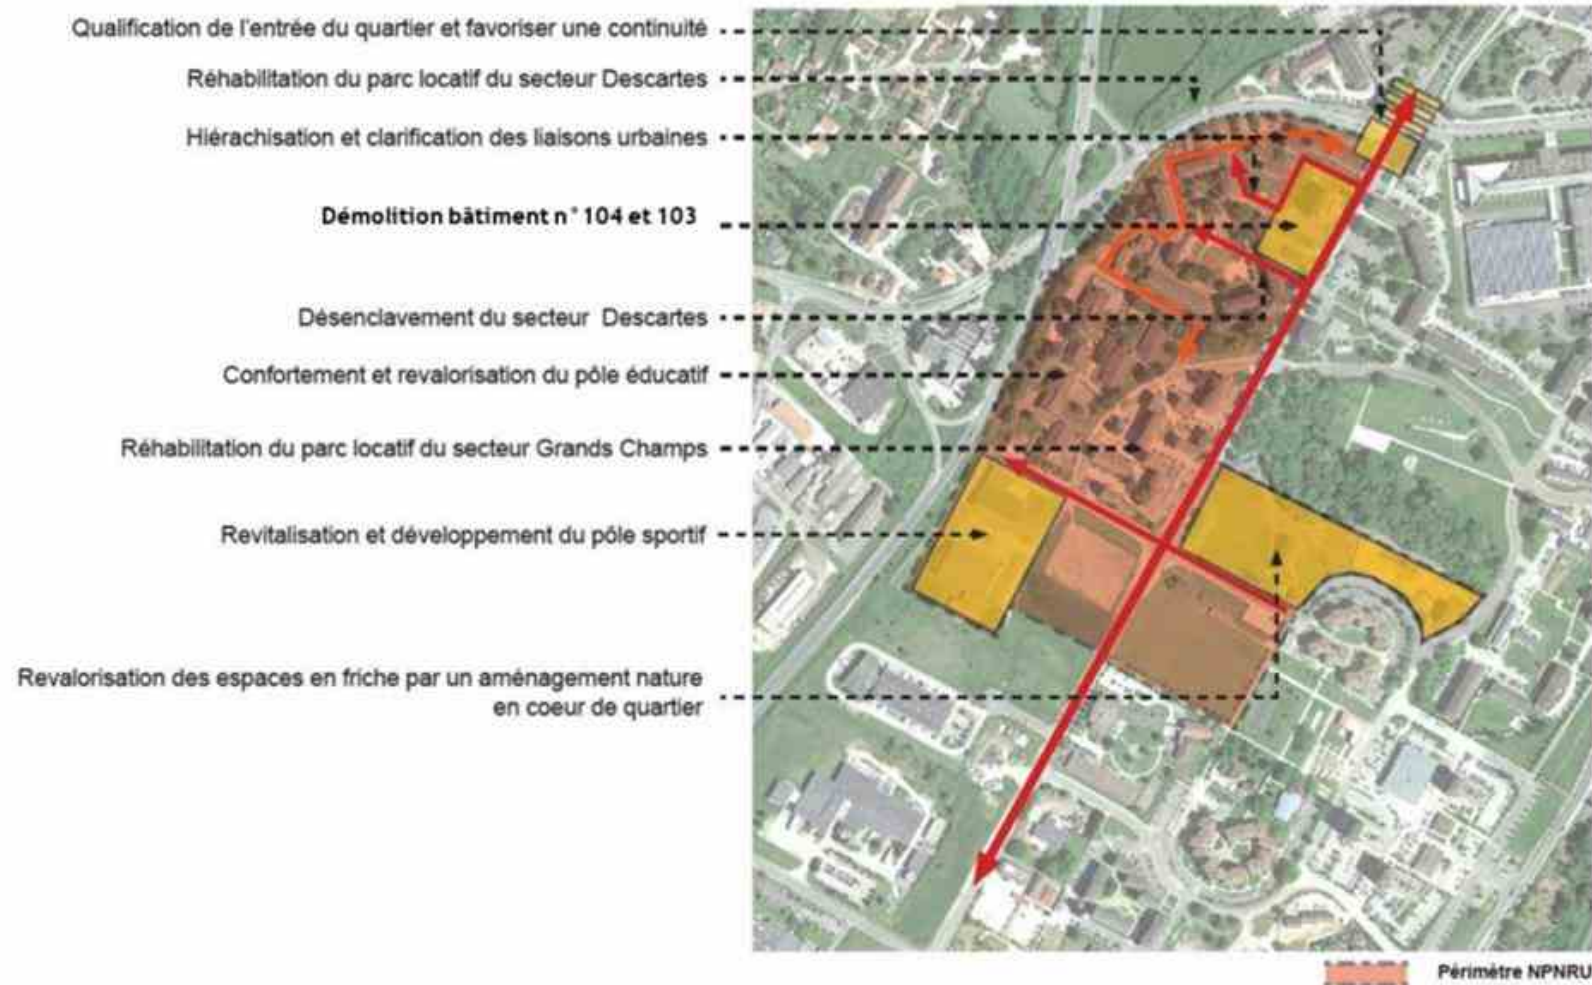 Qualification de l'entrée du quartier et favoriser une continuité
Réhabilitation du parc locatif du secteur Descartes
Hiérachisation et clarification des liaisons urbaines
Démolition bâtiment n° 104 et 103
Désenclavement du secteur Descartes
Confortement et revalorisation du pôle éducatif
Réhabilitation du parc locatif du secteur Grands Champs
Revitalisation et développement du pôle sportif
Revalorisation des espaces en friche par un aménagement nature
en coeur de quartier
Périmètre NPNRU